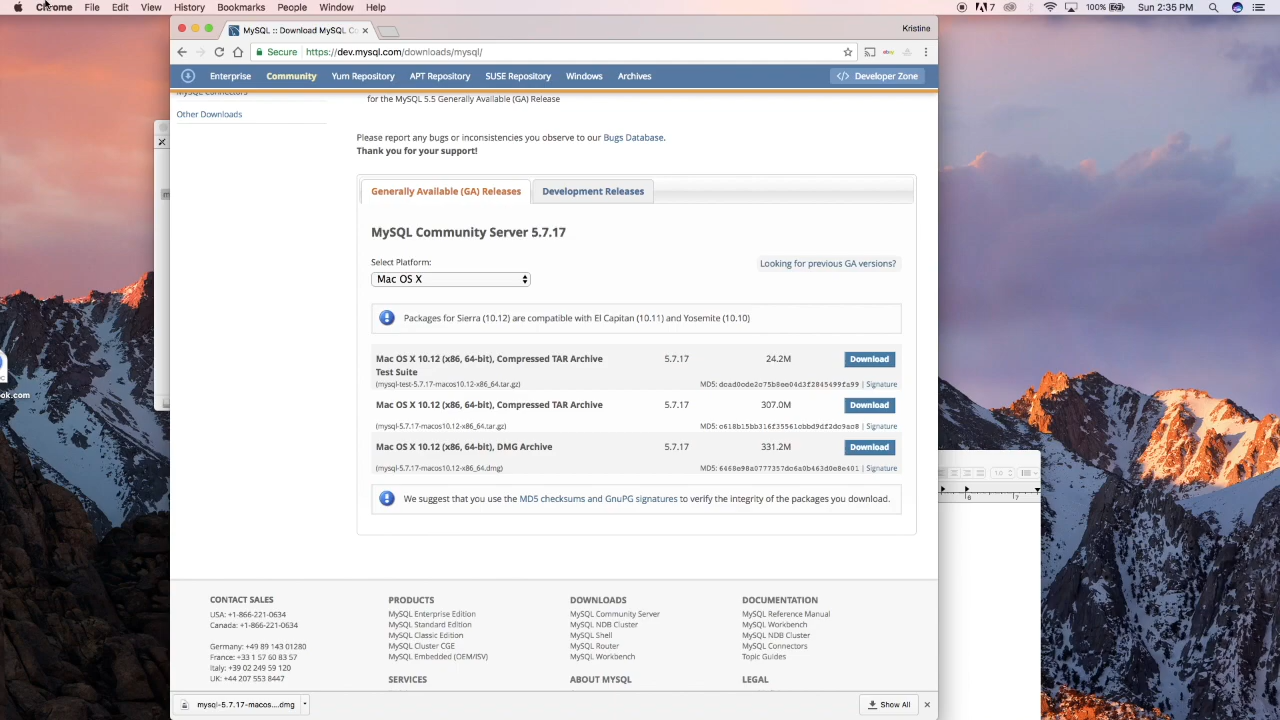 Chrome File Edit View History Bookmarks People Window Help 7 100% Sun 2:35 PM
MySQL :: Download MySQL Co Kristine
Secure https://dev.mysql.com/downloads/mysql/
Enterprise Community Yum Repository APT Repository SUSE Repository Windows Archives Developer Zone
MySQL Connectors
Other Downloads
for the MySQL 5.5 Generally Available (GA) Release
Please report any bugs or inconsistencies you observe to our Bugs Database.
Thank you for your support!
Generally Available (GA) Releases Development Releases
MySQL Community Server 5.7.17
Select Platform:
Mac OS X
Looking for previous GA versions?
Packages for Sierra (10.12) are compatible with El Capitan (10.11) and Yosemite (10.10)
Mac OS X 10.12 (x86, 64-bit), Compressed TAR Archive 5.7.17 24.2M Download
Test Suite
(mysql-test-5.7.17-macos10.12-x86_64.tar.gz) MD5: | Signature
Mac OS X 10.12 (x86, 64-bit), Compressed TAR Archive 5.7.17 307.0M Download
(mysql-5.7.17-macos10.12-x86_64.tar.gz) MD5: | Signature
Mac OS X 10.12 (x86, 64-bit), DMG Archive 5.7.17 331.2M Download
(mysql-5.7.17-macos10.12-x86_64.dmg) MD5: | Signature
We suggest that you use the MD5 checksums and GnuPG signatures to verify the integrity of the packages you download.
ook.com
10
6 7
CONTACT SALES
USA: +1-866-221-0634
Canada: +1-866-221-0634
Germany: +49 89 143 01280
France: +33 1 57 60 83 57
Italy: +39 02 249 59 120
UK: +44 207 553 8447
PRODUCTS
MySQL Enterprise Edition
MySQL Standard Edition
MySQL Classic Edition
MySQL Cluster CGE
MySQL Embedded (OEM/ISV)
SERVICES
DOWNLOADS
MySQL Community Server
MySQL NDB Cluster
MySQL Shell
MySQL Router
MySQL Workbench
ABOUT MYSQL
DOCUMENTATION
MySQL Reference Manual
MySQL Workbench
MySQL NDB Cluster
MySQL Connectors
Topic Guides
LEGAL
mysql-5.7.17-macos....dmg Show All